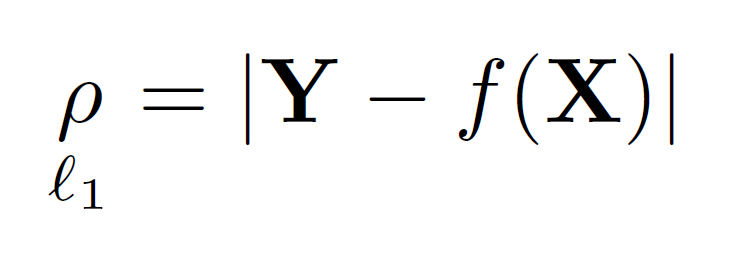 ρ = |Y − f(X)|
ℓ₁